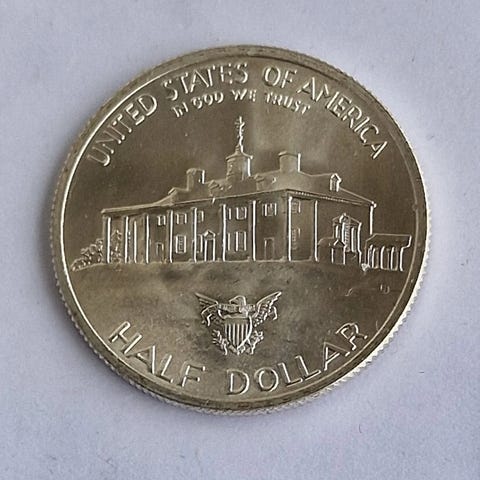 UNITED STATES OF AMERICA
IN GOD WE TRUST
HALF DOLLAR